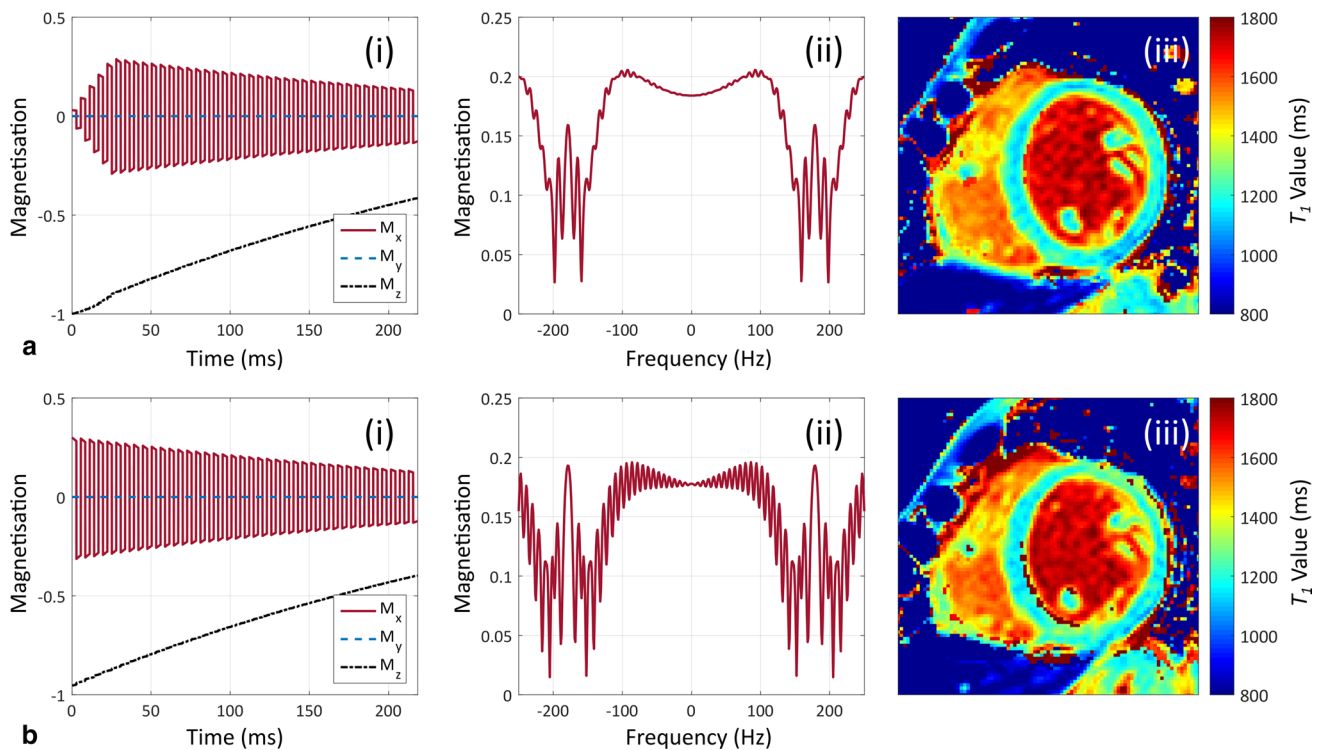 0.5
0
-0.5
-1
Magnetisation
(i)
M_x
M_y
M_z
0
50
100
150
200
Time (ms)
a
0.25
0.2
0.15
0.1
0.05
0
Magnetisation
(ii)
-200
-100
0
100
200
Frequency (Hz)
(iii)
1800
1600
1400
1200
1000
800
T_1 Value (ms)
0.5
0
-0.5
-1
Magnetisation
(i)
M_x
M_y
M_z
0
50
100
150
200
Time (ms)
b
0.25
0.2
0.15
0.1
0.05
0
Magnetisation
(ii)
-200
-100
0
100
200
Frequency (Hz)
(iii)
1800
1600
1400
1200
1000
800
T_1 Value (ms)